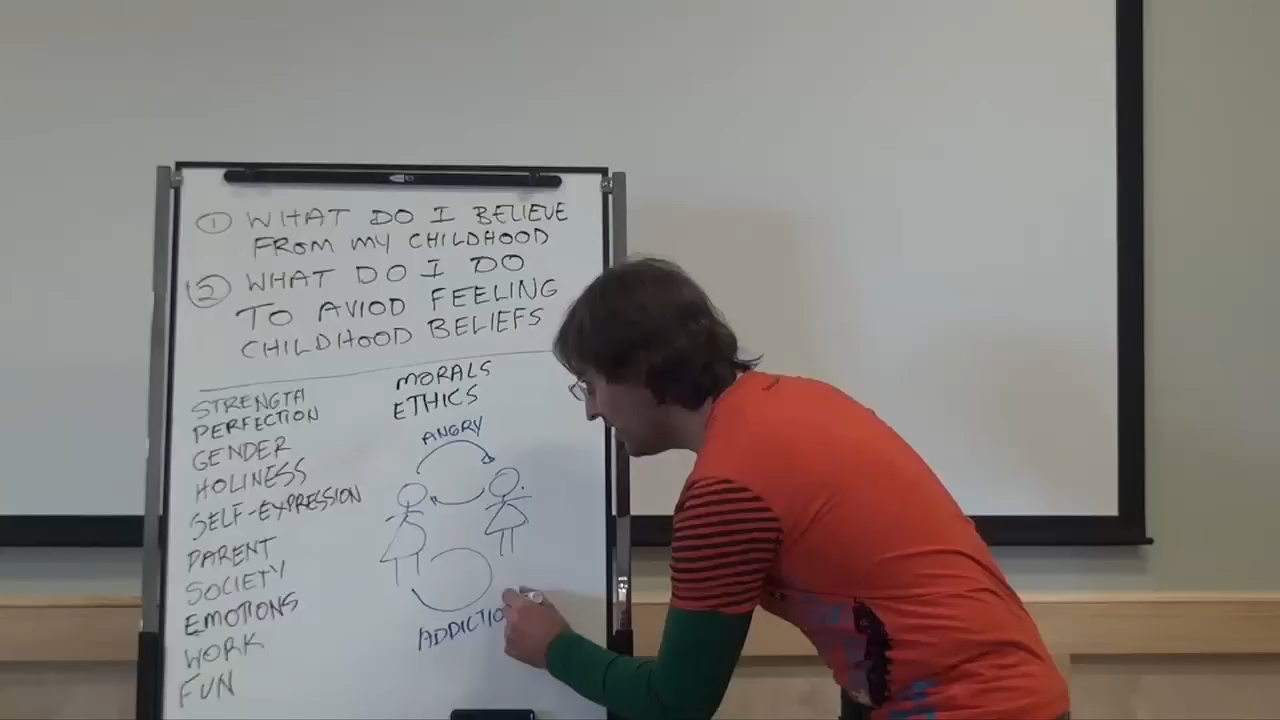 ① WHAT DO I BELIEVE
FROM MY CHILDHOOD
② WHAT DO I DO
TO AVIOD FEELING
CHILDHOOD BELIEFS
STRENGTH
PERFECTION
GENDER
HOLINESS
SELF-EXPRESSION
PARENT
SOCIETY
EMOTIONS
WORK
FUN
MORALS
ETHICS
ANGRY
ADDICTIO